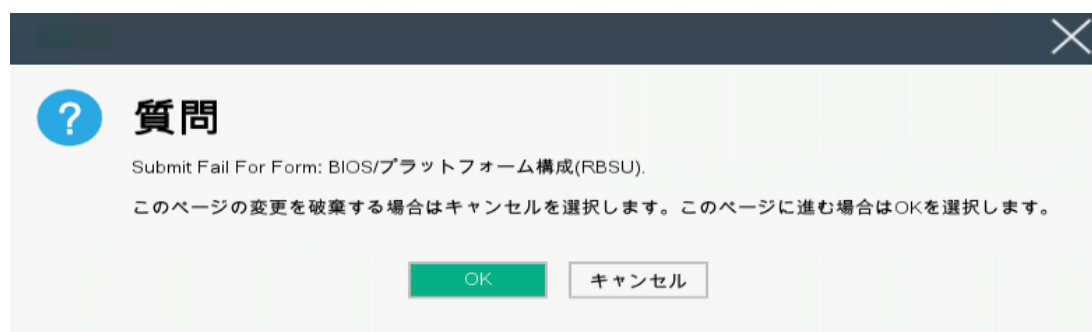 質問
Submit Fail For Form: BIOS/プラットフォーム構成(RBSU).
このページの変更を破棄する場合はキャンセルを選択します。このページに進む場合はOKを選択します。
OK
キャンセル